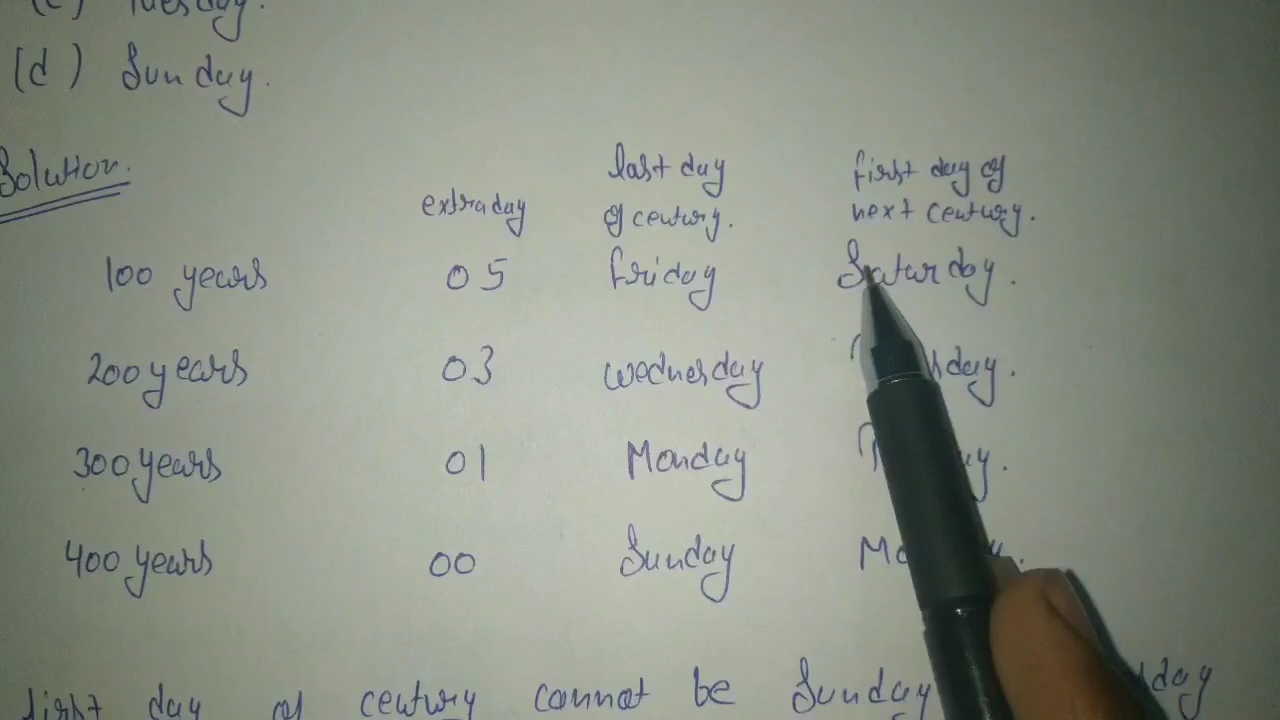 (c) Tuesday.
(d) Sunday.
Solution.
extraday last day of century. first day of next century.
100 years 05 friday Saturday.
200 years 03 wednesday
300 years 01 Monday
400 years 00 Sunday
first day of century cannot be Sunday